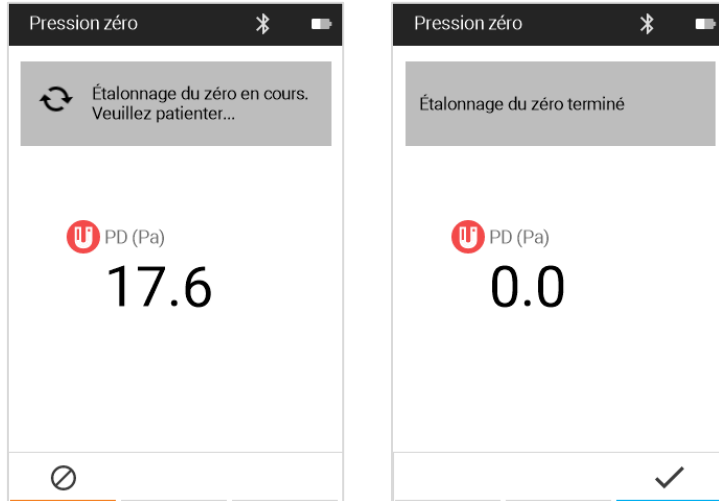 Pression zéro
Étalonnage du zéro en cours.
Veuillez patienter...
PD (Pa)
17.6
Pression zéro
Étalonnage du zéro terminé
PD (Pa)
0.0